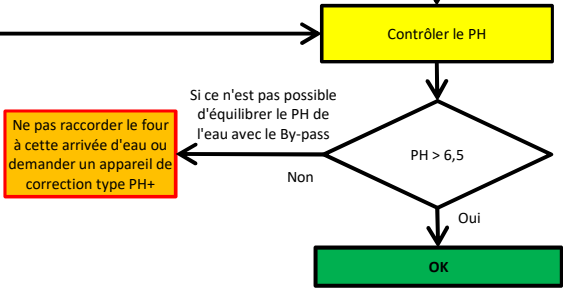 Contrôler le PH
Si ce n'est pas possible
d'équilibrer le PH de
l'eau avec le By-pass
Ne pas raccorder le four
à cette arrivée d'eau ou
demander un appareil de
correction type PH+
PH > 6,5
Non
Oui
OK